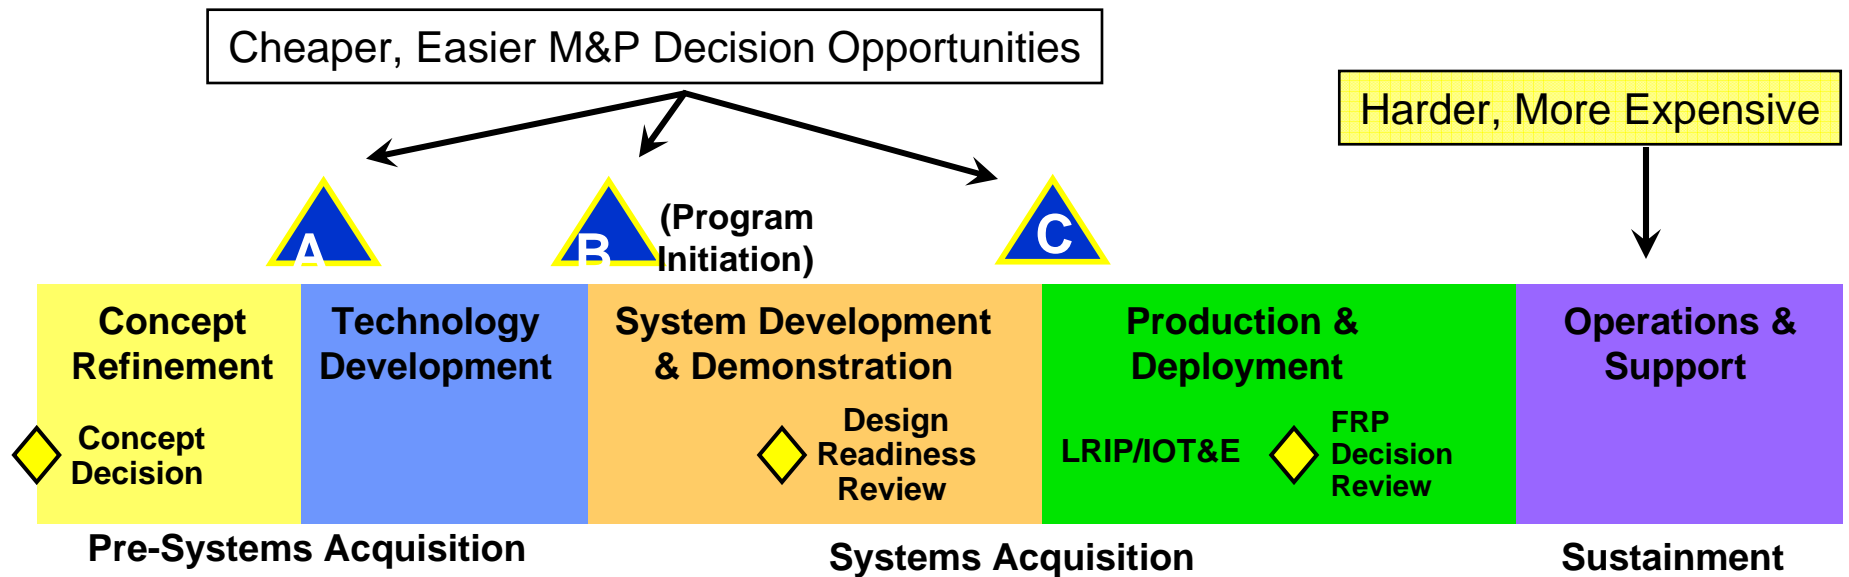 Cheaper, Easier M&P Decision Opportunities
Harder, More Expensive
A
B
(Program
Initiation)
C
Concept
Refinement
Technology
Development
System Development
& Demonstration
Production &
Deployment
Operations &
Support
Concept
Decision
Design
Readiness
Review
LRIP/IOT&E
FRP
Decision
Review
Pre-Systems Acquisition
Systems Acquisition
Sustainment